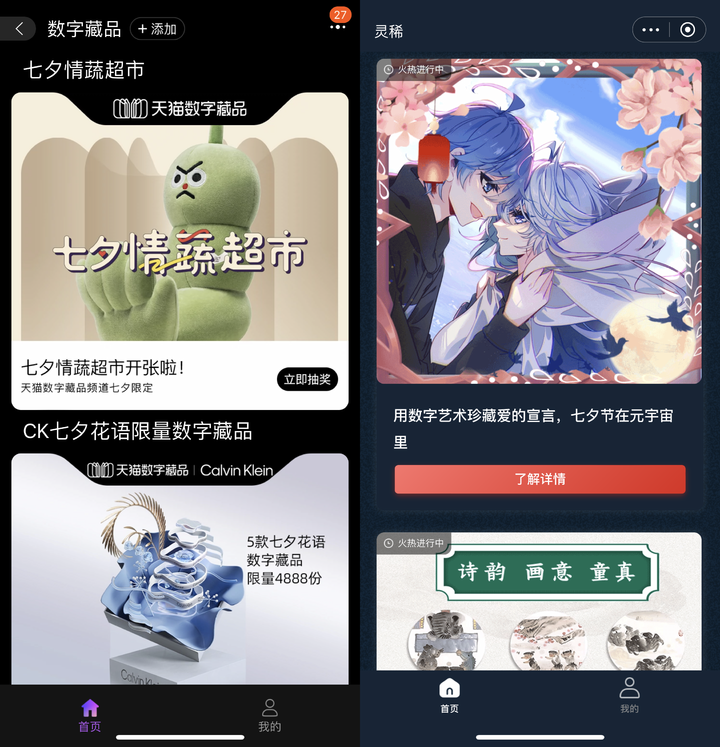 数字藏品
+ 添加
27
七夕情蔬超市
天猫数字藏品
七夕情蔬超市
七夕情蔬超市开张啦！
天猫数字藏品频道七夕限定
立即抽奖
CK七夕花语限量数字藏品
天猫数字藏品 | Calvin Klein
5款七夕花语
数字藏品
限量4888份
Calvin Klein
首页
我的
灵稀
火热进行中
用数字艺术珍藏爱的宣言，七夕节在元宇宙
里
了解详情
火热进行中
诗韵 画意 童真
首页
我的